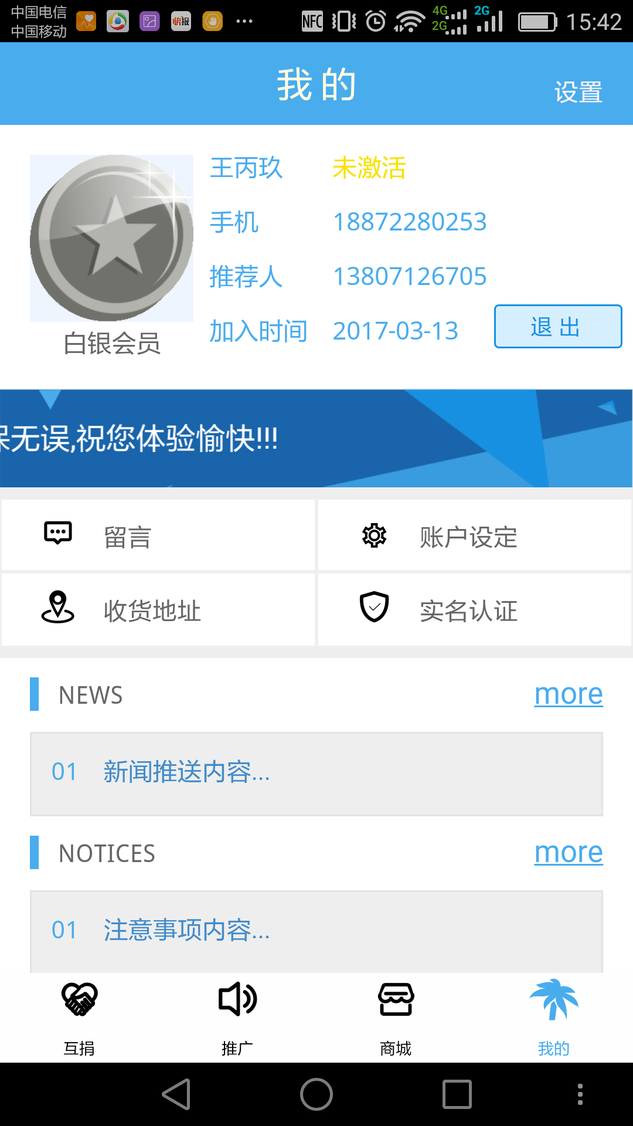 中国电信
中国移动
NFC 4G 2G 2G 15:42
我的
设置
王丙玖 未激活
手机 18872280253
推荐人 13807126705
加入时间 2017-03-13 退出
白银会员
保无误,祝您体验愉快!!!
留言 账户设定
收货地址 实名认证
NEWS more
01 新闻推送内容...
NOTICES more
01 注意事项内容...
互捐 推广 商城 我的